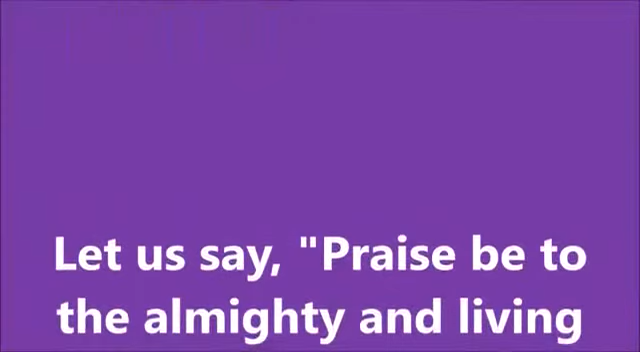 Let us say, "Praise be to
the almighty and living